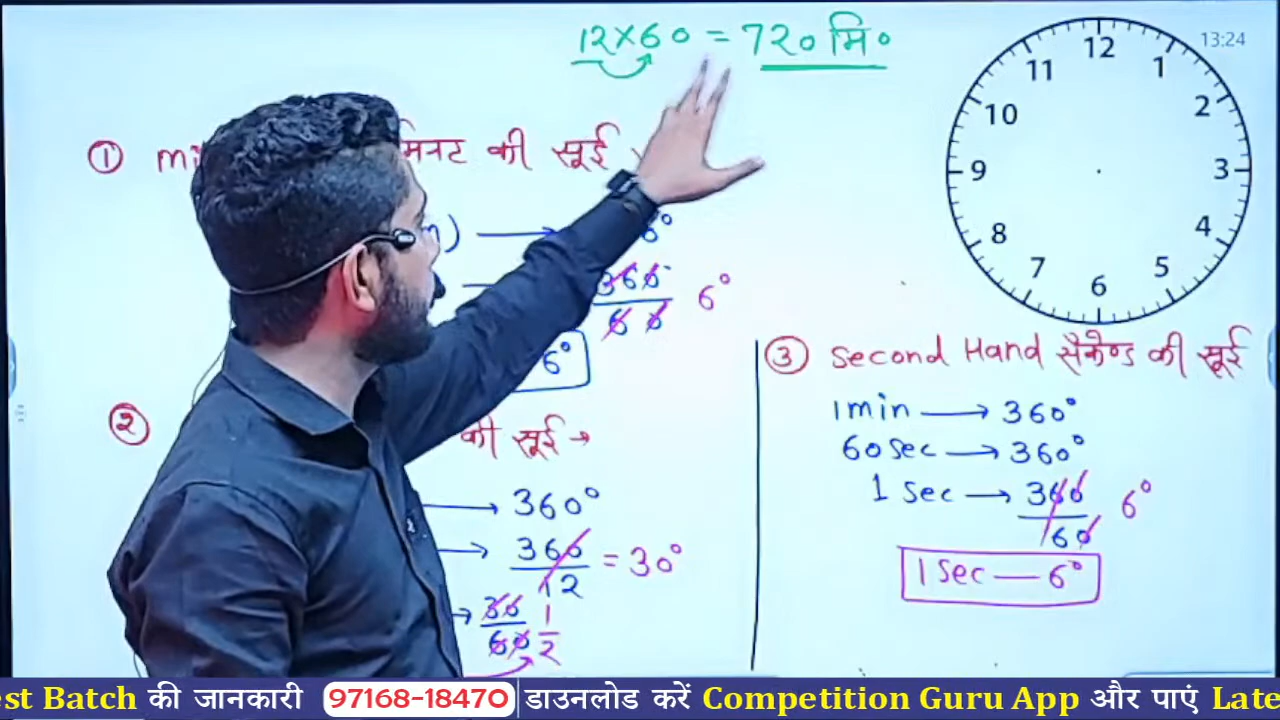 12×60 = 720 मि०
13:24
12
11 1
10 2
9 3
8 4
7 5
6
① मिनट की सूई
→ 6°
360 / 60 6°
6°
② की सूई →
→ 360°
→ 360 / 12 = 30°
→ 30 / 60 1 / 2
③ Second Hand सैकेण्ड की सूई
1min → 360°
60sec → 360°
1 Sec → 360 / 60 6°
1 Sec — 6°
est Batch की जानकारी 97168-18470 डाउनलोड करें Competition Guru App और पाएं Late